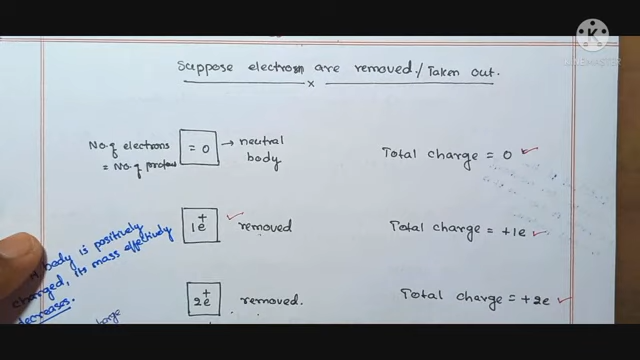 K
Suppose electrons are removed/Taken out.
x
No. of electrons
= No. of protons
= 0
→ neutral
body
Total charge = 0 ✓
+
1e
✓ removed
Total charge = +1e ✓
A body is positively
charged, its mass effectively
decreases.
+
2e
removed.
Total charge = +2e ✓